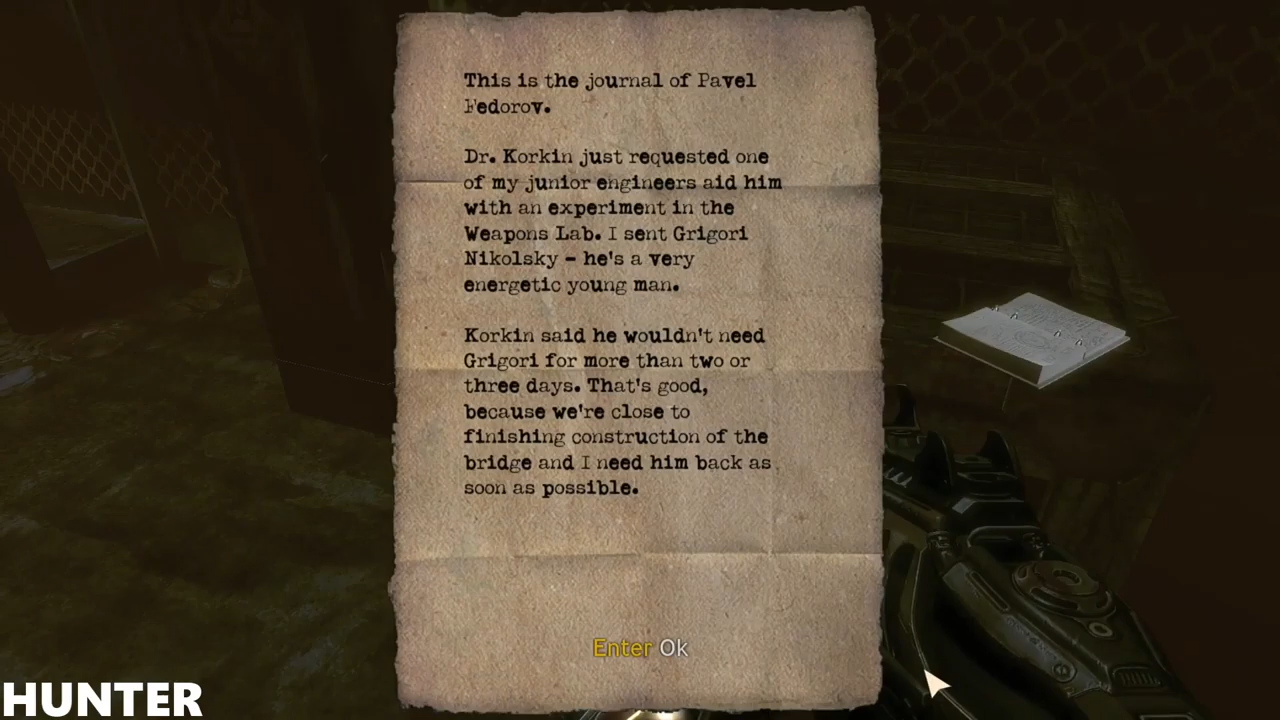 This is the journal of Pavel
Fedorov.
Dr. Korkin just requested one
of my junior engineers aid him
with an experiment in the
Weapons Lab. I sent Grigori
Nikolsky - he's a very
energetic young man.
Korkin said he wouldn't need
Grigori for more than two or
three days. That's good,
because we're close to
finishing construction of the
bridge and I need him back as
soon as possible.
Enter Ok
HUNTER